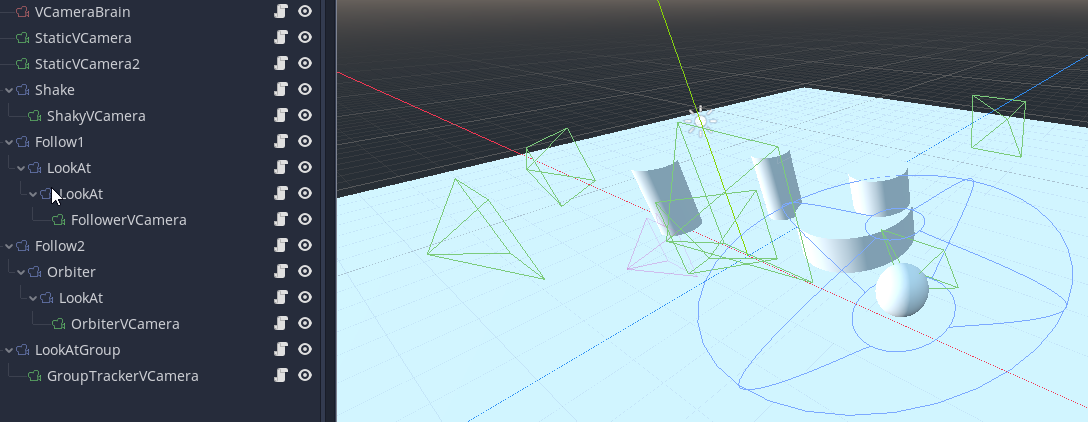 VCameraBrain
StaticVCamera
StaticVCamera2
Shake
ShakyVCamera
Follow1
LookAt
LookAt
FollowerVCamera
Follow2
Orbiter
LookAt
OrbiterVCamera
LookAtGroup
GroupTrackerVCamera